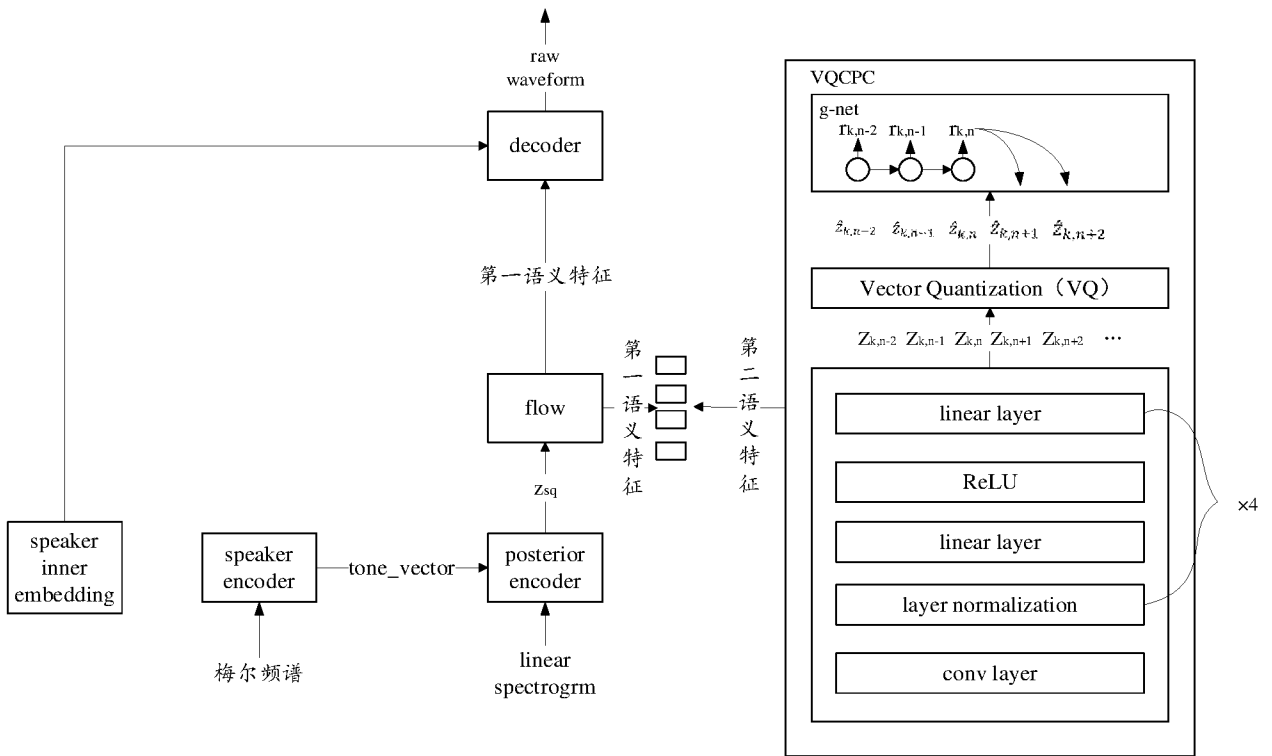 raw
waveform
decoder
第一语义特征
flow
第一语义特征
第二语义特征
zsq
speaker
inner
embedding
speaker
encoder
tone_vector
posterior
encoder
梅尔频谱
linear
spectrogrm
VQCPC
g-net
rk,n-2 rk,n-1 rk,n
ẑk,n-2 ẑk,n-1 ẑk,n ẑk,n+1 ẑk,n+2
Vector Quantization（VQ）
Zk,n-2 Zk,n-1 Zk,n Zk,n+1 Zk,n+2 ···
linear layer
ReLU
linear layer
layer normalization
conv layer
×4